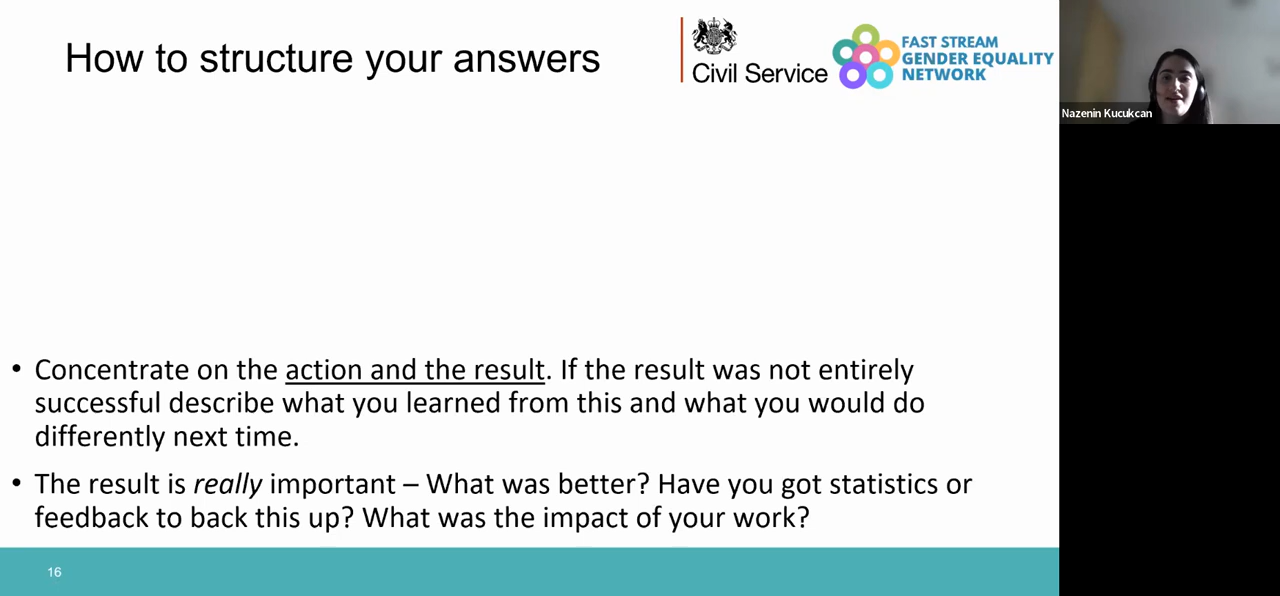 How to structure your answers
Civil Service
FAST STREAM
GENDER EQUALITY
NETWORK
Nazenin Kucukcan
• Concentrate on the action and the result. If the result was not entirely
successful describe what you learned from this and what you would do
differently next time.
• The result is really important – What was better? Have you got statistics or
feedback to back this up? What was the impact of your work?
16